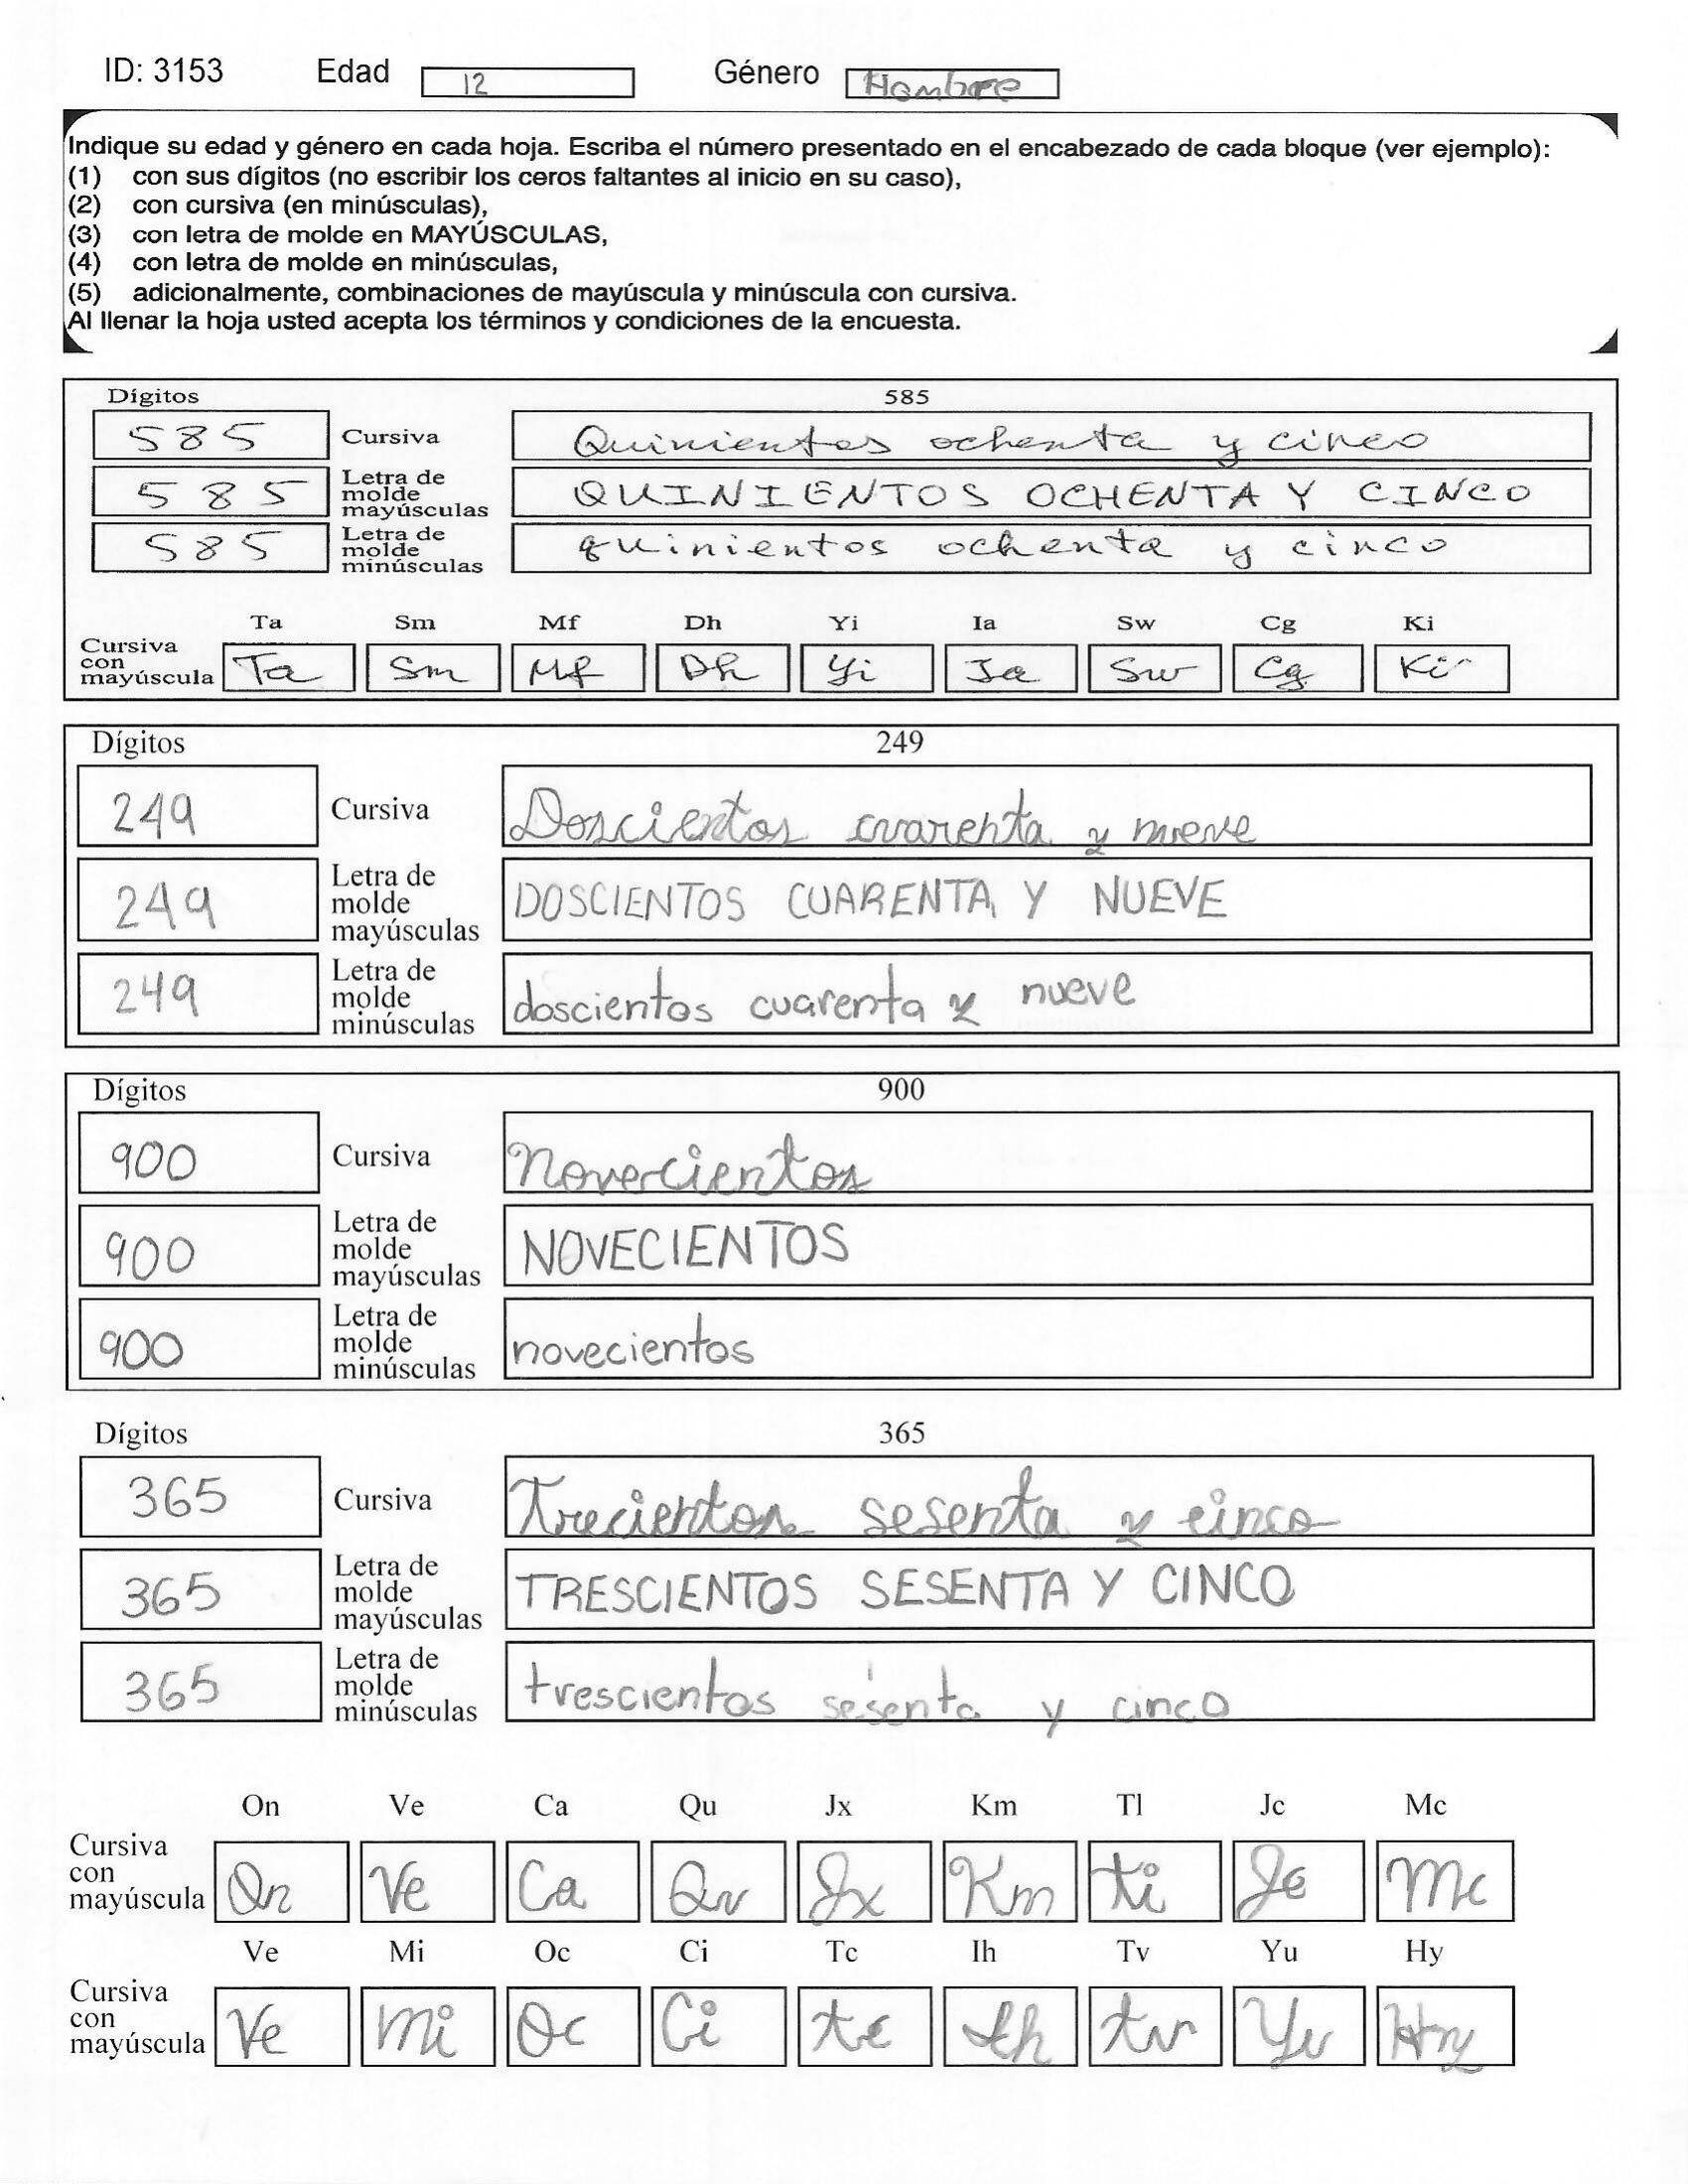 ID: 3153 Edad 12 Género Hombre
Indique su edad y género en cada hoja. Escriba el número presentado en el encabezado de cada bloque (ver ejemplo):
(1) con sus dígitos (no escribir los ceros faltantes al inicio en su caso),
(2) con cursiva (en minúsculas),
(3) con letra de molde en MAYÚSCULAS,
(4) con letra de molde en minúsculas,
(5) adicionalmente, combinaciones de mayúscula y minúscula con cursiva.
Al llenar la hoja usted acepta los términos y condiciones de la encuesta.
Dígitos 585
585 Cursiva Quinientos ochenta y cinco
585 Letra de molde mayúsculas QUINIENTOS OCHENTA Y CINCO
585 Letra de molde minúsculas quinientos ochenta y cinco
Ta Sm Mf Dh Yi Ia Sw Cg Ki
Cursiva con mayúscula Ta Sm Mf Dh Yi Ia Sw Cg Ki
Dígitos 249
249 Cursiva Doscientos cuarenta y nueve
249 Letra de molde mayúsculas DOSCIENTOS CUARENTA Y NUEVE
249 Letra de molde minúsculas doscientos cuarenta y nueve
Dígitos 900
900 Cursiva Novecientos
900 Letra de molde mayúsculas NOVECIENTOS
900 Letra de molde minúsculas novecientos
Dígitos 365
365 Cursiva Trecientos sesenta y cinco
365 Letra de molde mayúsculas TRESCIENTOS SESENTA Y CINCO
365 Letra de molde minúsculas trescientos sesenta y cinco
On Ve Ca Qu Jx Km Tl Jc Mc
Cursiva con mayúscula On Ve Ca Qu Jx Km ti Jc Mc
Ve Mi Oc Ci Tc Ih Tv Yu Hy
Cursiva con mayúscula Ve Mi Oc Ci tc Ih tv Yu Hy